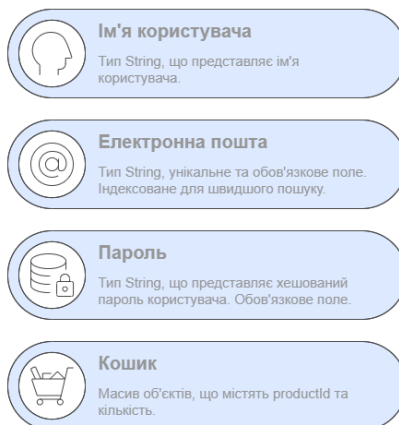 Ім'я користувача
Тип String, що представляє ім'я
користувача.
Електронна пошта
Тип String, унікальне та обов'язкове поле.
Індексоване для швидшого пошуку.
Пароль
Тип String, що представляє хешований
пароль користувача. Обов'язкове поле.
Кошик
Масив об'єктів, що містять productId та
кількість.